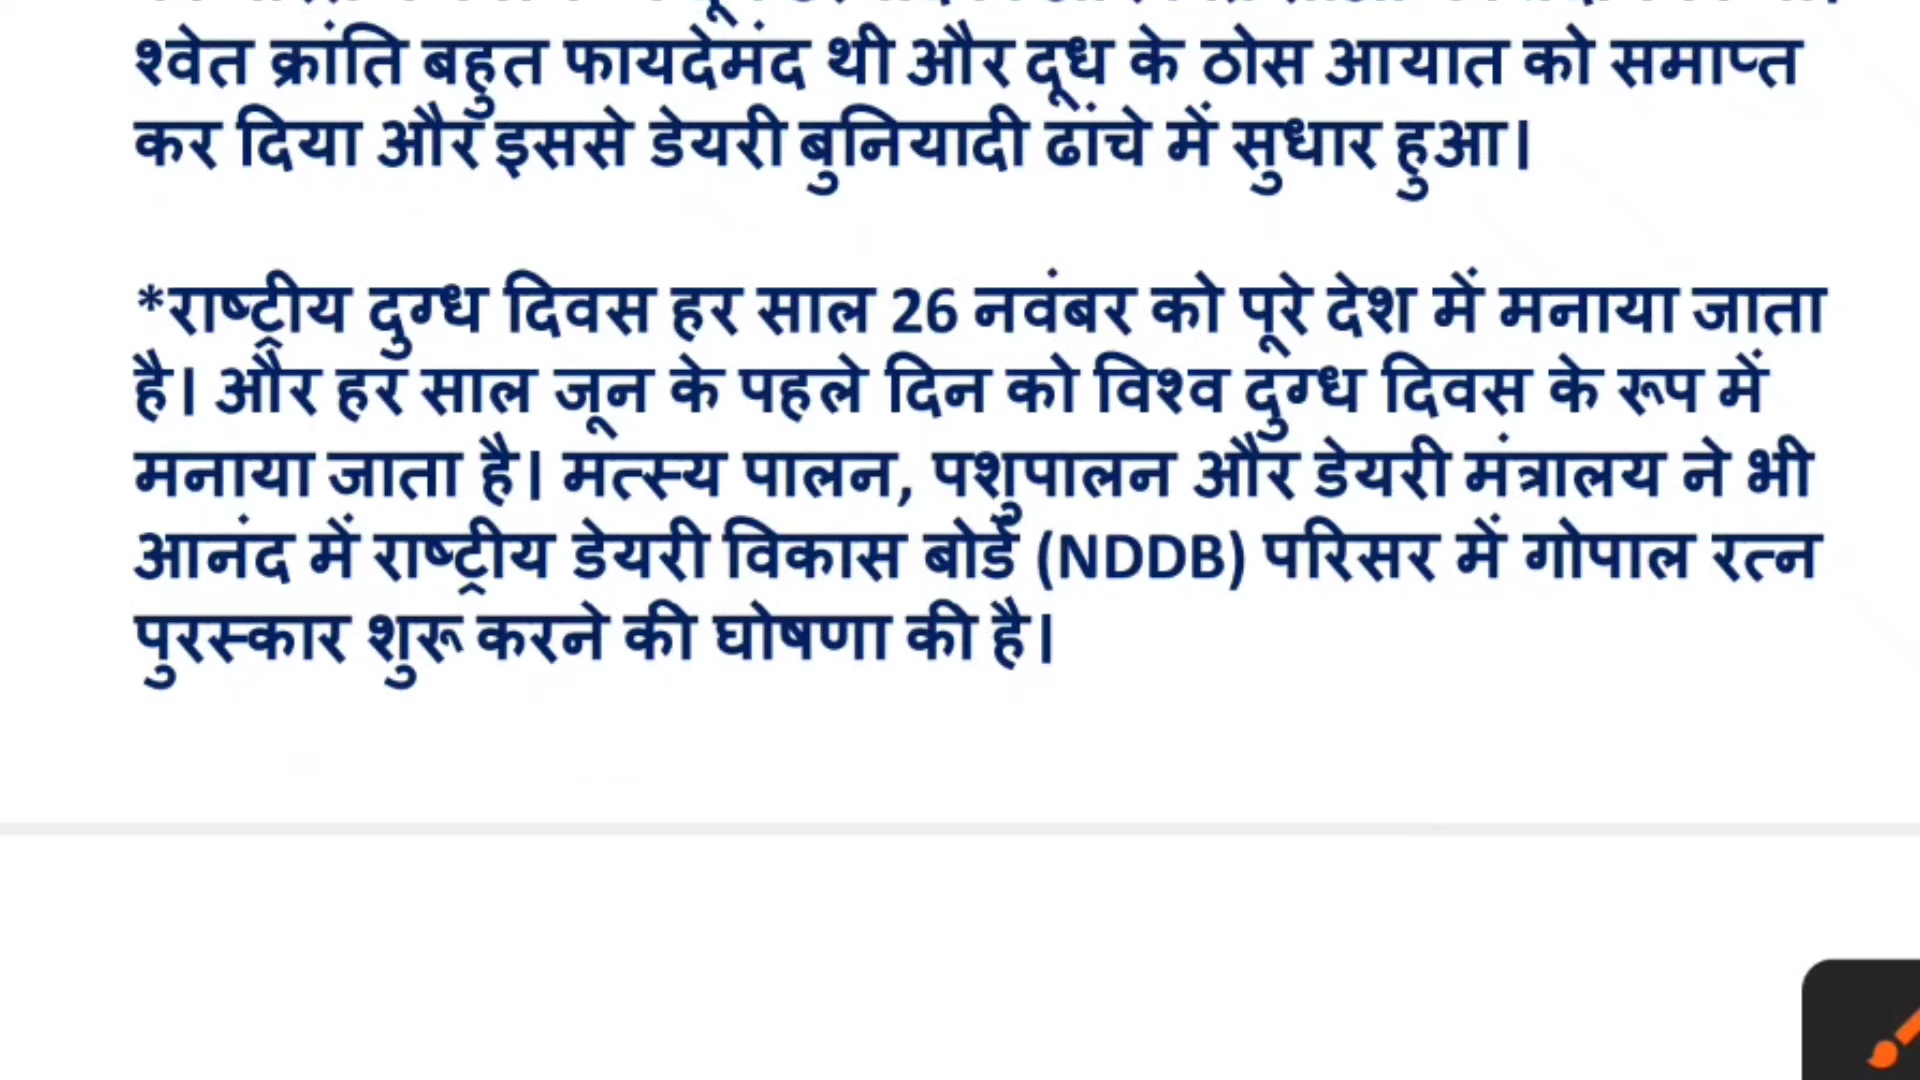 श्वेत क्रांति बहुत फायदेमंद थी और दूध के ठोस आयात को समाप्त
कर दिया और इससे डेयरी बुनियादी ढांचे में सुधार हुआ।
*राष्ट्रीय दुग्ध दिवस हर साल 26 नवंबर को पूरे देश में मनाया जाता
है। और हर साल जून के पहले दिन को विश्व दुग्ध दिवस के रूप में
मनाया जाता है। मत्स्य पालन, पशुपालन और डेयरी मंत्रालय ने भी
आनंद में राष्ट्रीय डेयरी विकास बोर्ड (NDDB) परिसर में गोपाल रत्न
पुरस्कार शुरू करने की घोषणा की है।